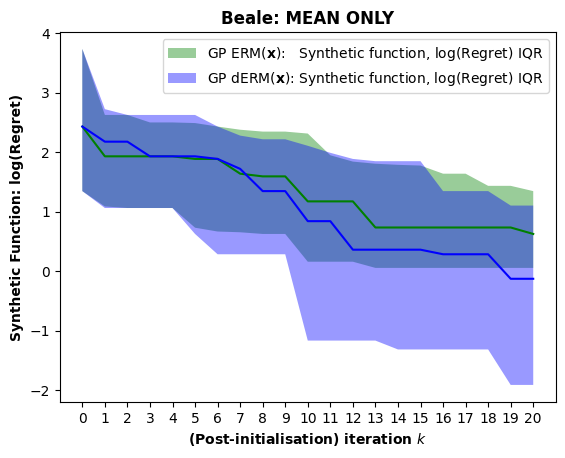 Beale: MEAN ONLY
GP ERM(x): Synthetic function, log(Regret) IQR
GP dERM(x): Synthetic function, log(Regret) IQR
Synthetic Function: log(Regret)
4
3
2
1
0
−1
−2
0 1 2 3 4 5 6 7 8 9 10 11 12 13 14 15 16 17 18 19 20
(Post-initialisation) iteration k